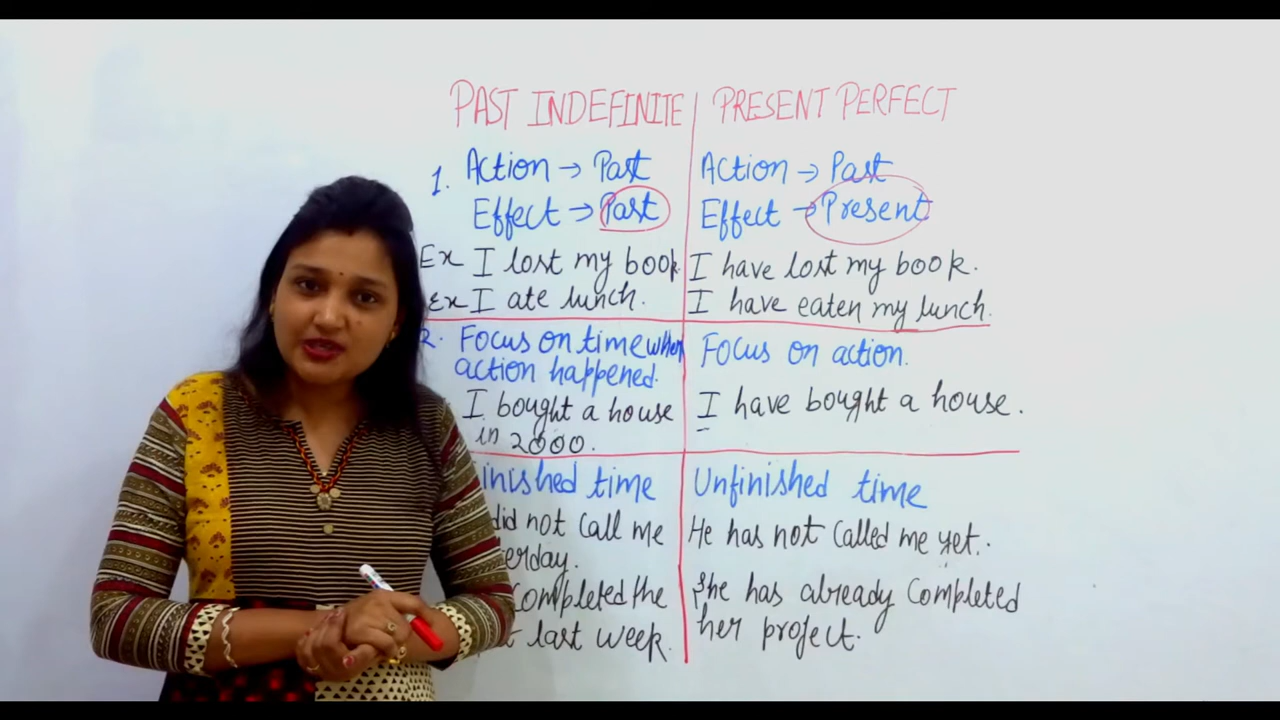 PAST INDEFINITE
1. Action → Past
Effect → Past
Ex I lost my book.
Ex I ate lunch.
2. Focus on time when
action happened.
I bought a house
in 2000.
inished time
did not call me
erday.
completed the
t last week.
PRESENT PERFECT
Action → Past
Effect → Present
I have lost my book.
I have eaten my lunch.
Focus on action.
I have bought a house.
Unfinished time
He has not called me yet.
She has already completed
her project.